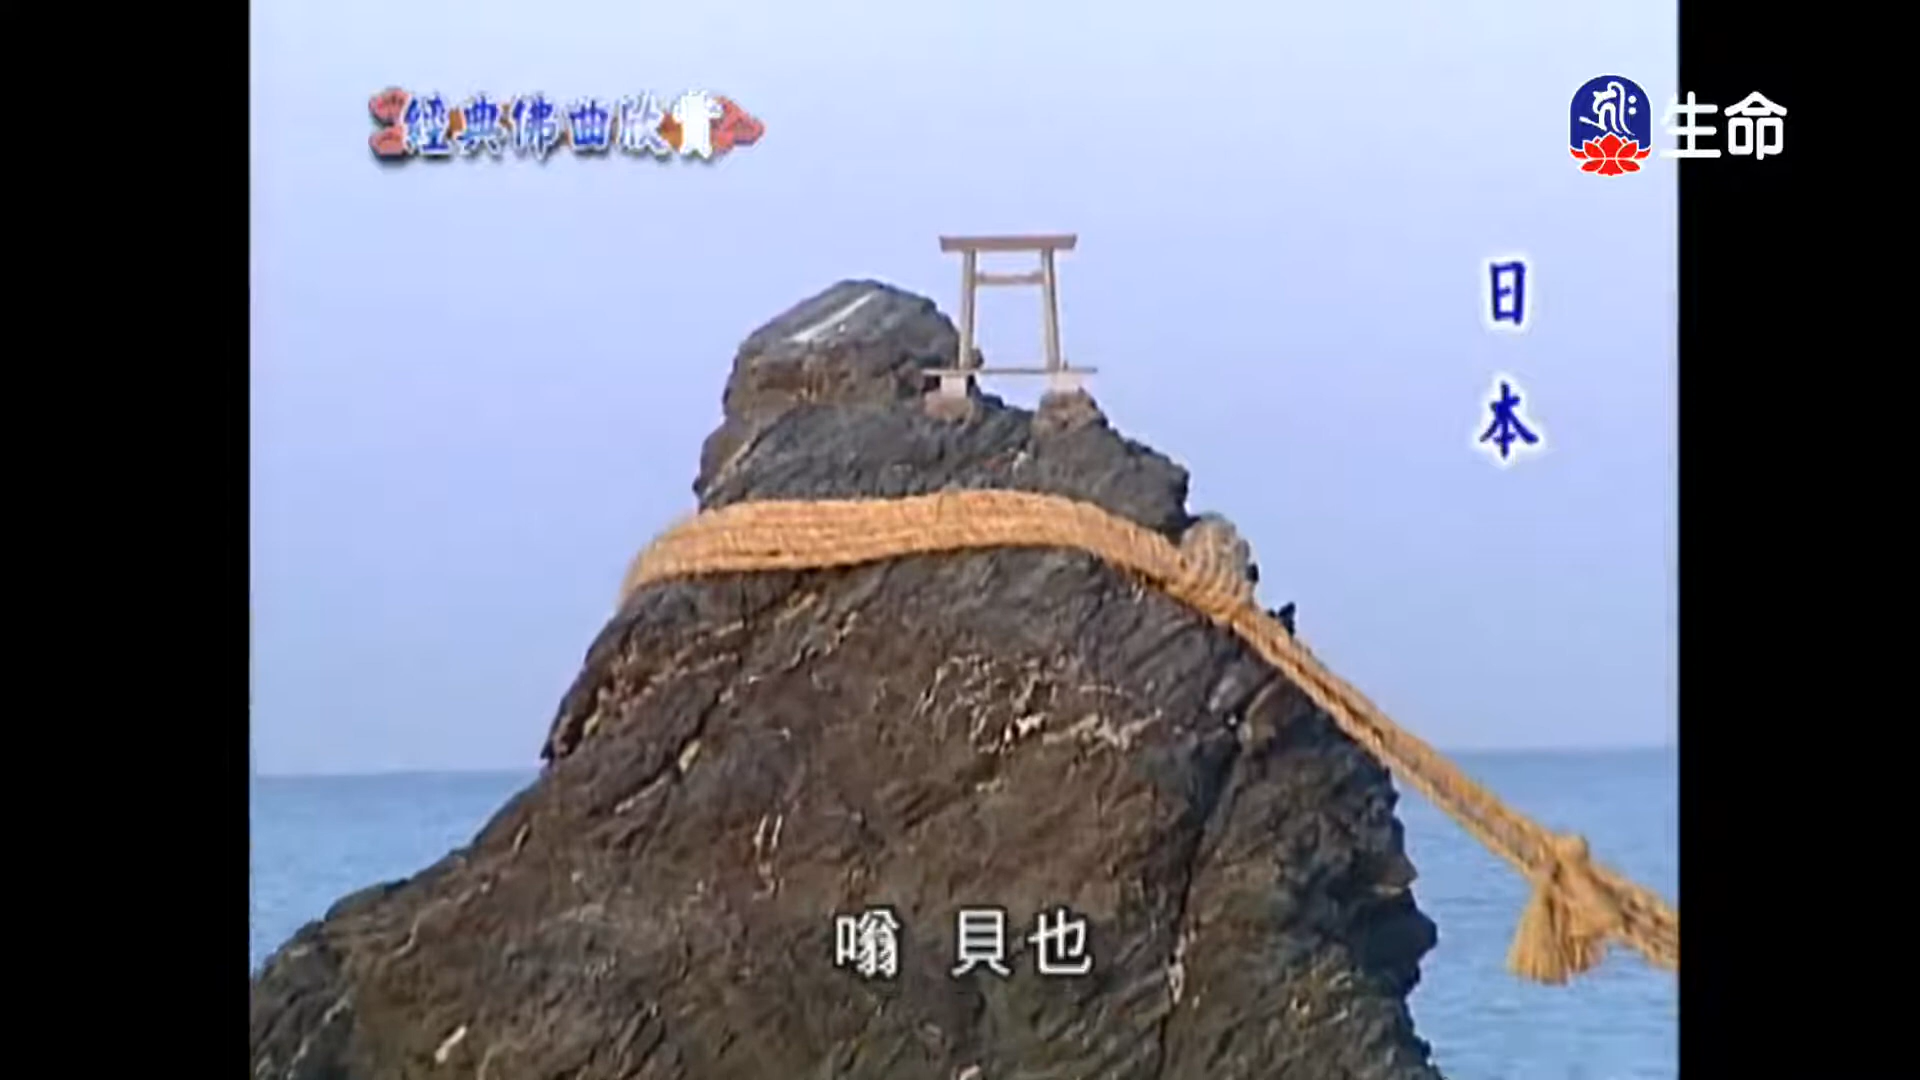 經典佛曲欣賞
生命
日本
嗡 貝也